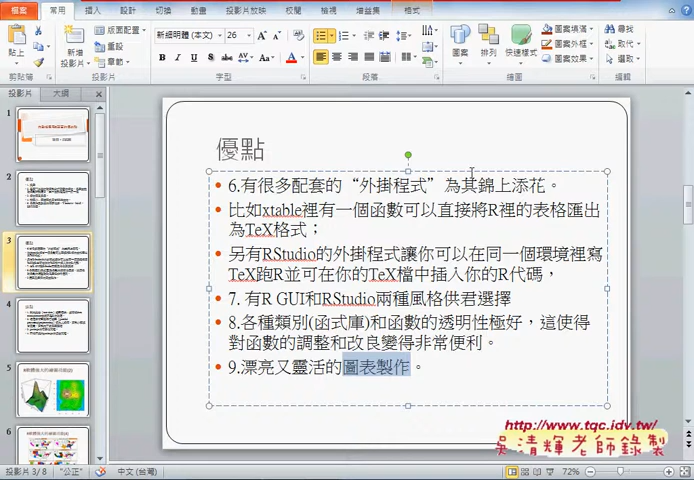 檔案 常用 插入 設計 切換 動畫 投影片放映 校閱 檢視 增益集 格式
貼上 新增投影片 版面配置 重設 章節 新細明體(本文) 26 圖案 排列 快速樣式 圖案填滿 圖案外框 圖案效果 尋找 取代 選取
剪貼簿 投影片 字型 段落 繪圖 編輯
投影片 大綱
1
2
3
4
5
6
優點
6.有很多配套的“外掛程式”為其錦上添花。
比如xtable裡有一個函數可以直接將R裡的表格匯出
為TeX格式；
另有RStudio的外掛程式讓你可以在同一個環境裡寫
TeX跑R並可在你的TeX檔中插入你的R代碼，
7. 有R GUI和RStudio兩種風格供君選擇
8.各種類別(函式庫)和函數的透明性極好，這使得
對函數的調整和改良變得非常便利。
9.漂亮又靈活的圖表製作。
http://www.tqc.idv.tw/
吳清輝老師錄製
投影片 3/8 "公正" 中文 (台灣) 72%